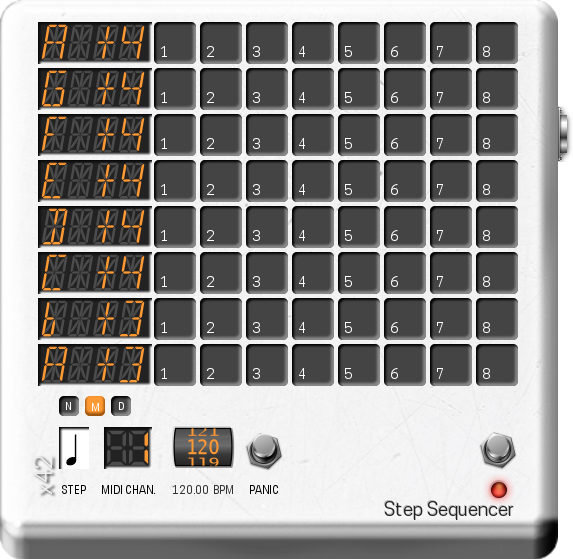 A +4 1 2 3 4 5 6 7 8
G +4 1 2 3 4 5 6 7 8
F +4 1 2 3 4 5 6 7 8
E +4 1 2 3 4 5 6 7 8
D +4 1 2 3 4 5 6 7 8
C +4 1 2 3 4 5 6 7 8
b +3 1 2 3 4 5 6 7 8
A +3 1 2 3 4 5 6 7 8
N M D
121
1 120
119
x42
STEP MIDI CHAN. 120.00 BPM PANIC
Step Sequencer